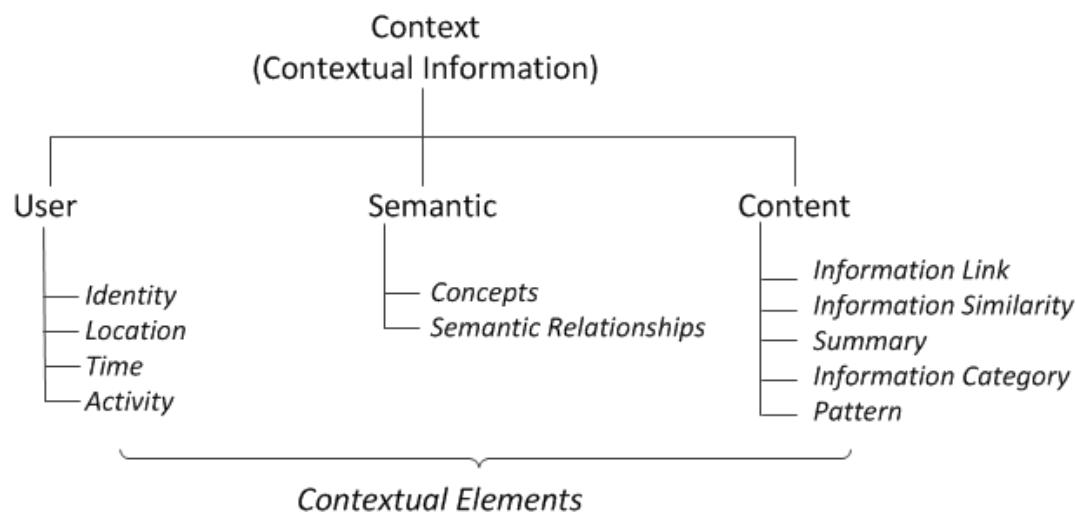 Context
(Contextual Information)
User
Semantic
Content
Identity
Location
Time
Activity
Concepts
Semantic Relationships
Information Link
Information Similarity
Summary
Information Category
Pattern
Contextual Elements